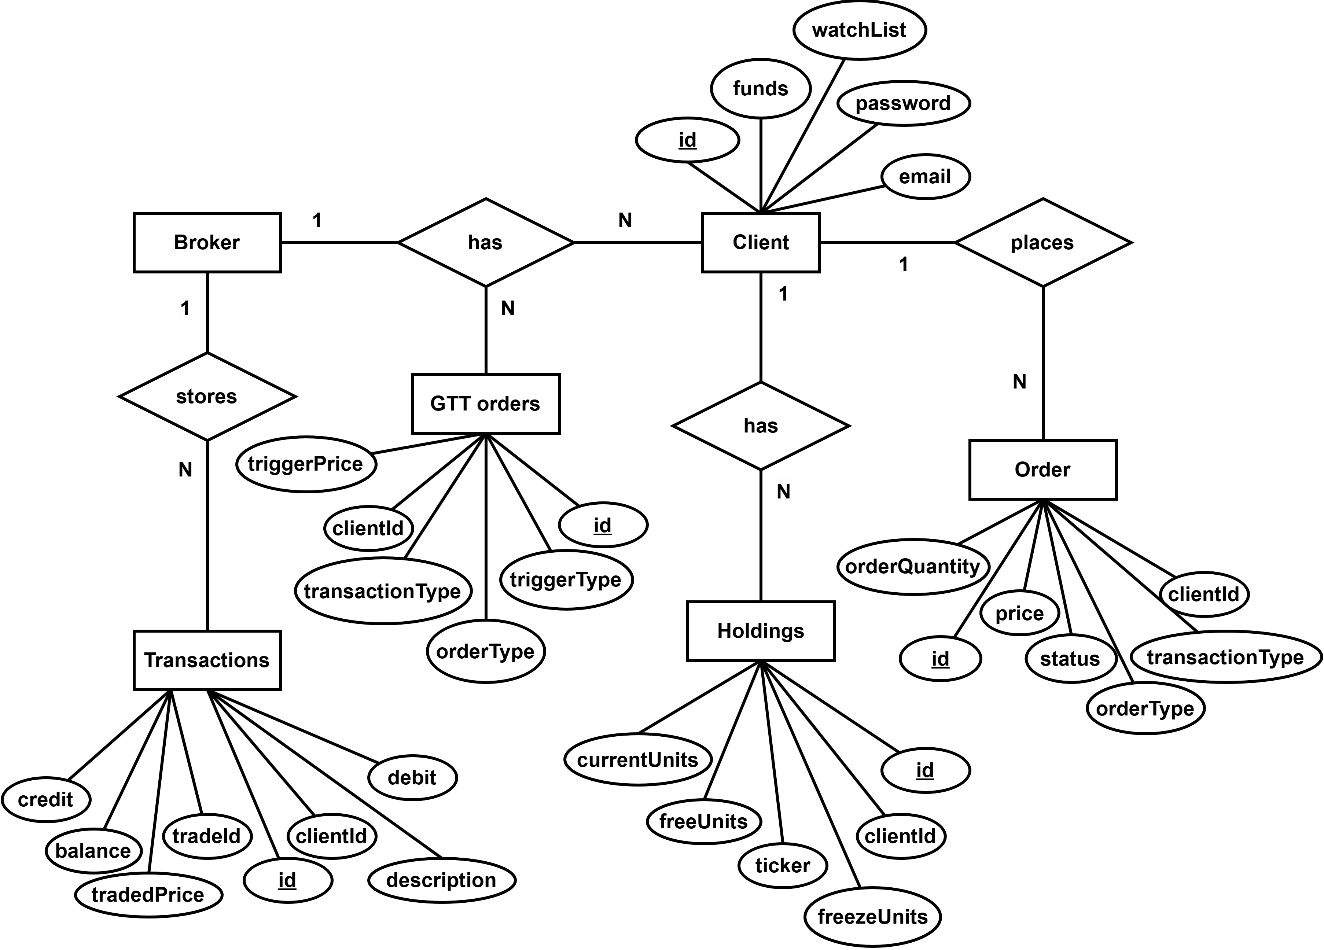 watchList
funds
password
id
email
Broker
1
has
N
Client
1
places
1
N
1
stores
GTT orders
has
N
N
triggerPrice
N
Order
clientId
id
orderQuantity
triggerType
transactionType
clientId
price
Holdings
orderType
id
status
transactionType
Transactions
orderType
currentUnits
id
debit
credit
freeUnits
tradeId
clientId
clientId
balance
ticker
id
description
tradedPrice
freezeUnits